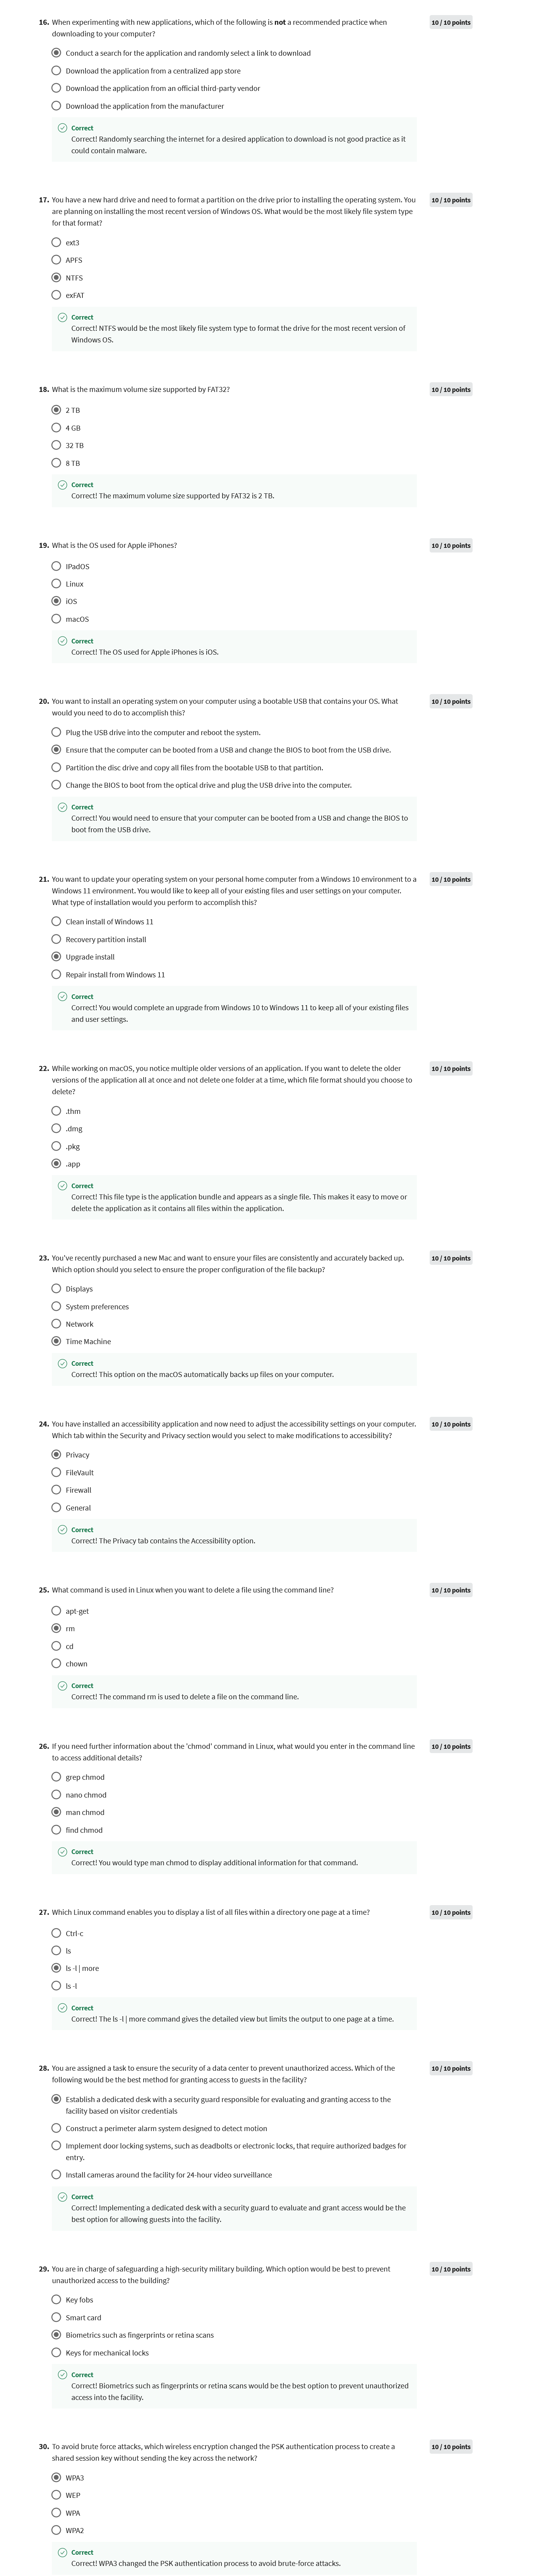 16. When experimenting with new applications, which of the following is not a recommended practice when
downloading to your computer?
10 / 10 points
Conduct a search for the application and randomly select a link to download
Download the application from a centralized app store
Download the application from an official third-party vendor
Download the application from the manufacturer
Correct
Correct! Randomly searching the internet for a desired application to download is not good practice as it
could contain malware.
17. You have a new hard drive and need to format a partition on the drive prior to installing the operating system. You
are planning on installing the most recent version of Windows OS. What would be the most likely file system type
for that format?
10 / 10 points
ext3
APFS
NTFS
exFAT
Correct
Correct! NTFS would be the most likely file system type to format the drive for the most recent version of
Windows OS.
18. What is the maximum volume size supported by FAT32?
10 / 10 points
2 TB
4 GB
32 TB
8 TB
Correct
Correct! The maximum volume size supported by FAT32 is 2 TB.
19. What is the OS used for Apple iPhones?
10 / 10 points
IPadOS
Linux
iOS
macOS
Correct
Correct! The OS used for Apple iPhones is iOS.
20. You want to install an operating system on your computer using a bootable USB that contains your OS. What
would you need to do to accomplish this?
10 / 10 points
Plug the USB drive into the computer and reboot the system.
Ensure that the computer can be booted from a USB and change the BIOS to boot from the USB drive.
Partition the disc drive and copy all files from the bootable USB to that partition.
Change the BIOS to boot from the optical drive and plug the USB drive into the computer.
Correct
Correct! You would need to ensure that your computer can be booted from a USB and change the BIOS to
boot from the USB drive.
21. You want to update your operating system on your personal home computer from a Windows 10 environment to a
Windows 11 environment. You would like to keep all of your existing files and user settings on your computer.
What type of installation would you perform to accomplish this?
10 / 10 points
Clean install of Windows 11
Recovery partition install
Upgrade install
Repair install from Windows 11
Correct
Correct! You would complete an upgrade from Windows 10 to Windows 11 to keep all of your existing files
and user settings.
22. While working on macOS, you notice multiple older versions of an application. If you want to delete the older
versions of the application all at once and not delete one folder at a time, which file format should you choose to
delete?
10 / 10 points
.thm
.dmg
.pkg
.app
Correct
Correct! This file type is the application bundle and appears as a single file. This makes it easy to move or
delete the application as it contains all files within the application.
23. You've recently purchased a new Mac and want to ensure your files are consistently and accurately backed up.
Which option should you select to ensure the proper configuration of the file backup?
10 / 10 points
Displays
System preferences
Network
Time Machine
Correct
Correct! This option on the macOS automatically backs up files on your computer.
24. You have installed an accessibility application and now need to adjust the accessibility settings on your computer.
Which tab within the Security and Privacy section would you select to make modifications to accessibility?
10 / 10 points
Privacy
FileVault
Firewall
General
Correct
Correct! The Privacy tab contains the Accessibility option.
25. What command is used in Linux when you want to delete a file using the command line?
10 / 10 points
apt-get
rm
cd
chown
Correct
Correct! The command rm is used to delete a file on the command line.
26. If you need further information about the 'chmod' command in Linux, what would you enter in the command line
to access additional details?
10 / 10 points
grep chmod
nano chmod
man chmod
find chmod
Correct
Correct! You would type man chmod to display additional information for that command.
27. Which Linux command enables you to display a list of all files within a directory one page at a time?
10 / 10 points
Ctrl-c
ls
ls -l | more
ls -l
Correct
Correct! The ls -l | more command gives the detailed view but limits the output to one page at a time.
28. You are assigned a task to ensure the security of a data center to prevent unauthorized access. Which of the
following would be the best method for granting access to guests in the facility?
10 / 10 points
Establish a dedicated desk with a security guard responsible for evaluating and granting access to the
facility based on visitor credentials
Construct a perimeter alarm system designed to detect motion
Implement door locking systems, such as deadbolts or electronic locks, that require authorized badges for
entry.
Install cameras around the facility for 24-hour video surveillance
Correct
Correct! Implementing a dedicated desk with a security guard to evaluate and grant access would be the
best option for allowing guests into the facility.
29. You are in charge of safeguarding a high-security military building. Which option would be best to prevent
unauthorized access to the building?
10 / 10 points
Key fobs
Smart card
Biometrics such as fingerprints or retina scans
Keys for mechanical locks
Correct
Correct! Biometrics such as fingerprints or retina scans would be the best option to prevent unauthorized
access into the facility.
30. To avoid brute force attacks, which wireless encryption changed the PSK authentication process to create a
shared session key without sending the key across the network?
10 / 10 points
WPA3
WEP
WPA
WPA2
Correct
Correct! WPA3 changed the PSK authentication process to avoid brute-force attacks.